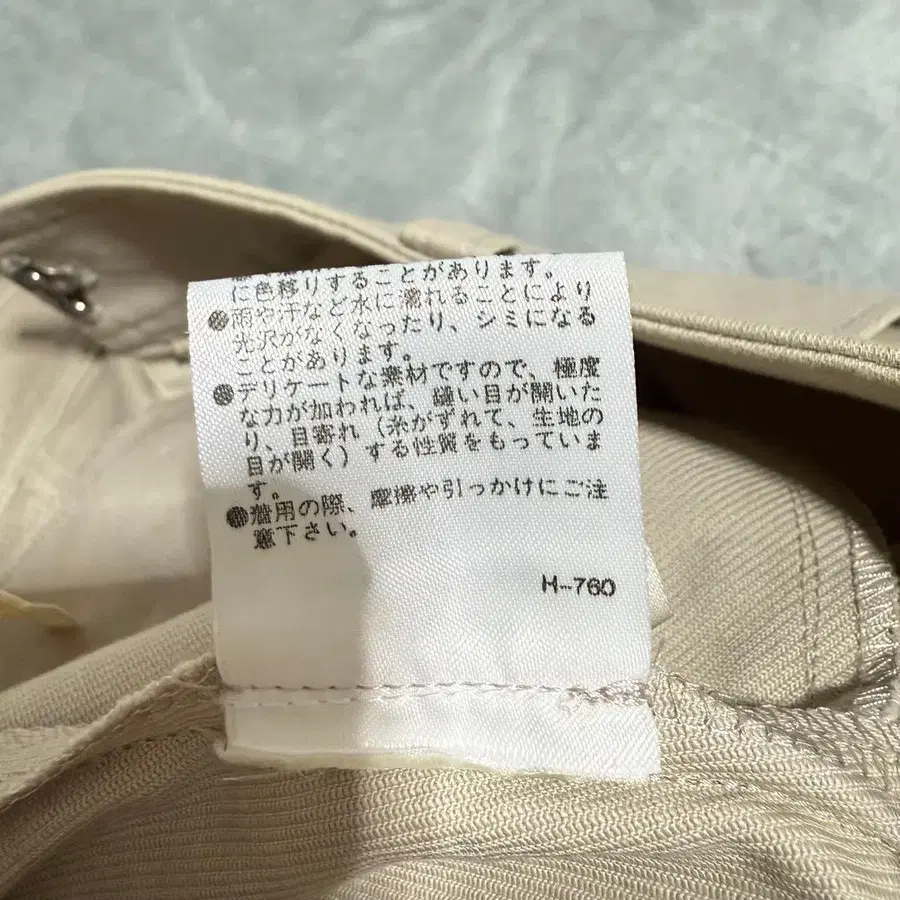 に色移りすることがあります。
●雨や汗など水に濡れることにより
光沢がなくなったり、シミになる
ことがあります。
●デリケートな素材ですので、極度
な力が加われば、縫い目が開いた
り、目寄れ（糸がずれて、生地の
目が開く）する性質をもっていま
す。
●着用の際、摩擦や引っかけにご注
意下さい。
H-760